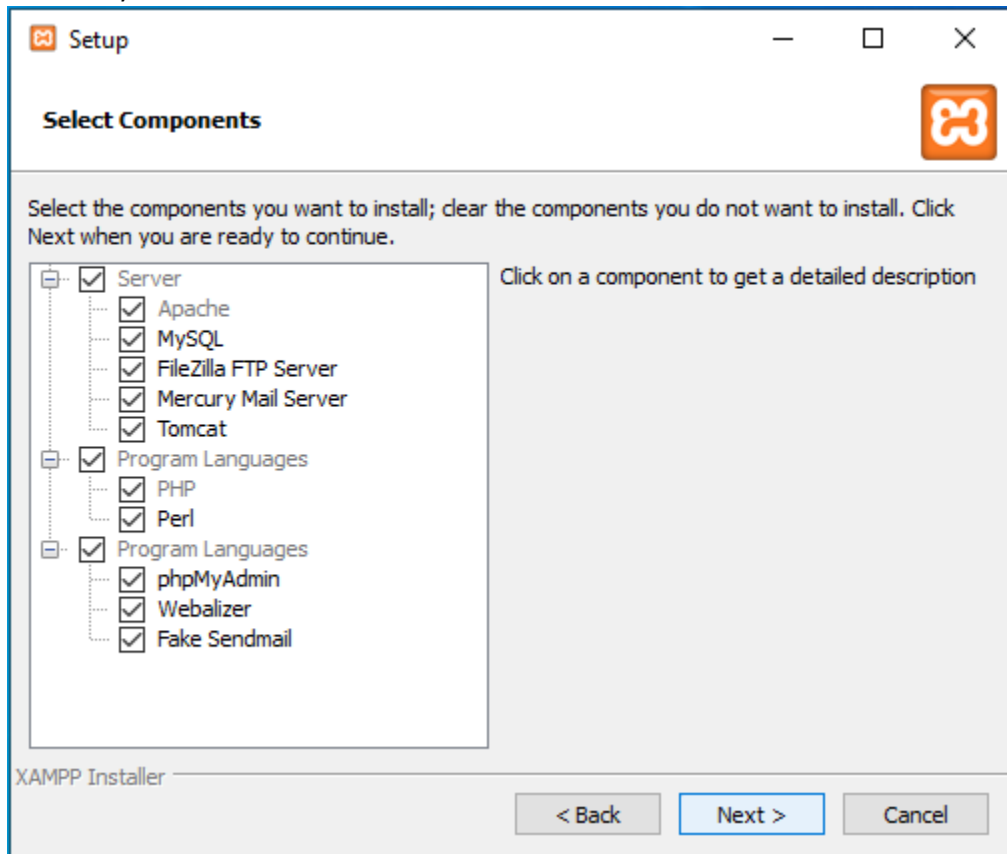 Setup
Select Components
Select the components you want to install; clear the components you do not want to install. Click
Next when you are ready to continue.
Server
Apache
MySQL
FileZilla FTP Server
Mercury Mail Server
Tomcat
Program Languages
PHP
Perl
Program Languages
phpMyAdmin
Webalizer
Fake Sendmail
Click on a component to get a detailed description
XAMPP Installer
< Back
Next >
Cancel